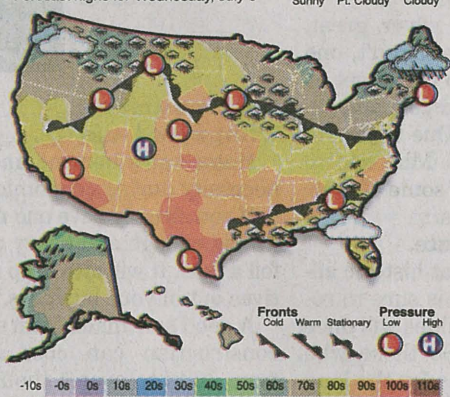 Sunny Pt. Cloudy Cloudy
L
L
L
L
L
H
L
L
L
Fronts
Cold Warm Stationary
Pressure
Low High
L H
-10s -0s 0s 10s 20s 30s 40s 50s 60s 70s 80s 90s 100s 110s